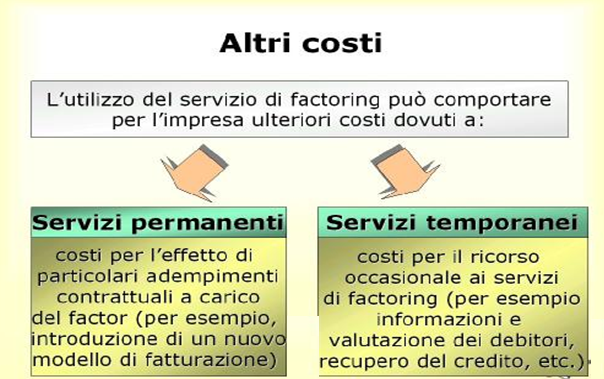 Altri costi
L'utilizzo del servizio di factoring può comportare
per l'impresa ulteriori costi dovuti a:
Servizi permanenti
costi per l'effetto di
particolari adempimenti
contrattuali a carico
del factor (per esempio,
introduzione di un nuovo
modello di fatturazione)
Servizi temporanei
costi per il ricorso
occasionale ai servizi
di factoring (per esempio
informazioni e
valutazione dei debitori,
recupero del credito, etc.)